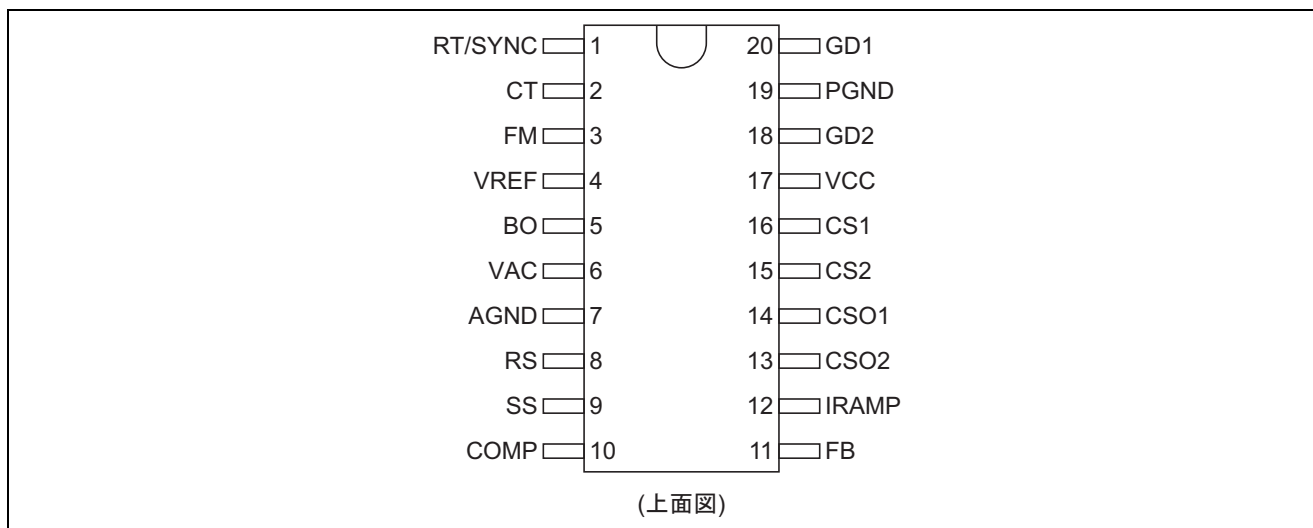 RT/SYNC 1 20 GD1
CT 2 19 PGND
FM 3 18 GD2
VREF 4 17 VCC
BO 5 16 CS1
VAC 6 15 CS2
AGND 7 14 CSO1
RS 8 13 CSO2
SS 9 12 IRAMP
COMP 10 11 FB
(上面図)